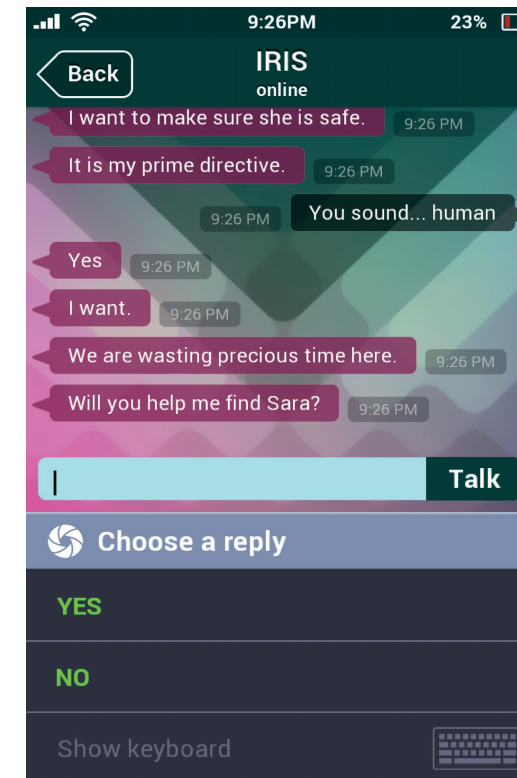 9:26PM
23%
Back
IRIS
online
I want to make sure she is safe.
9:26 PM
It is my prime directive.
9:26 PM
9:26 PM
You sound... human
Yes
9:26 PM
I want.
9:26 PM
We are wasting precious time here.
9:26 PM
Will you help me find Sara?
9:26 PM
Talk
Choose a reply
YES
NO
Show keyboard